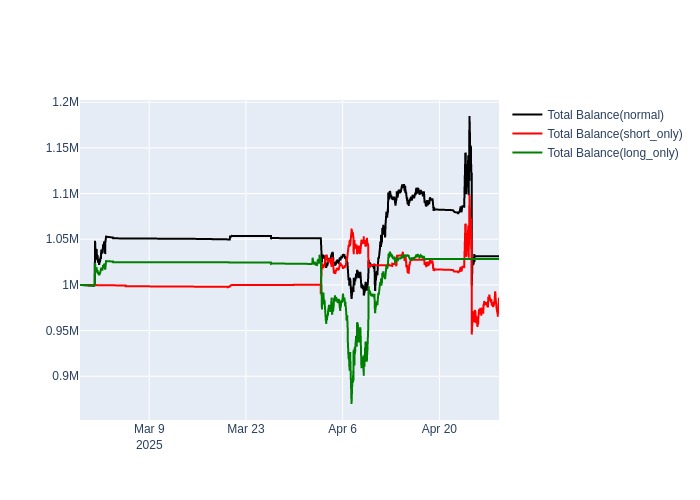 1.2M
1.15M
1.1M
1.05M
1M
0.95M
0.9M
Mar 9
2025
Mar 23
Apr 6
Apr 20
Total Balance(normal)
Total Balance(short_only)
Total Balance(long_only)